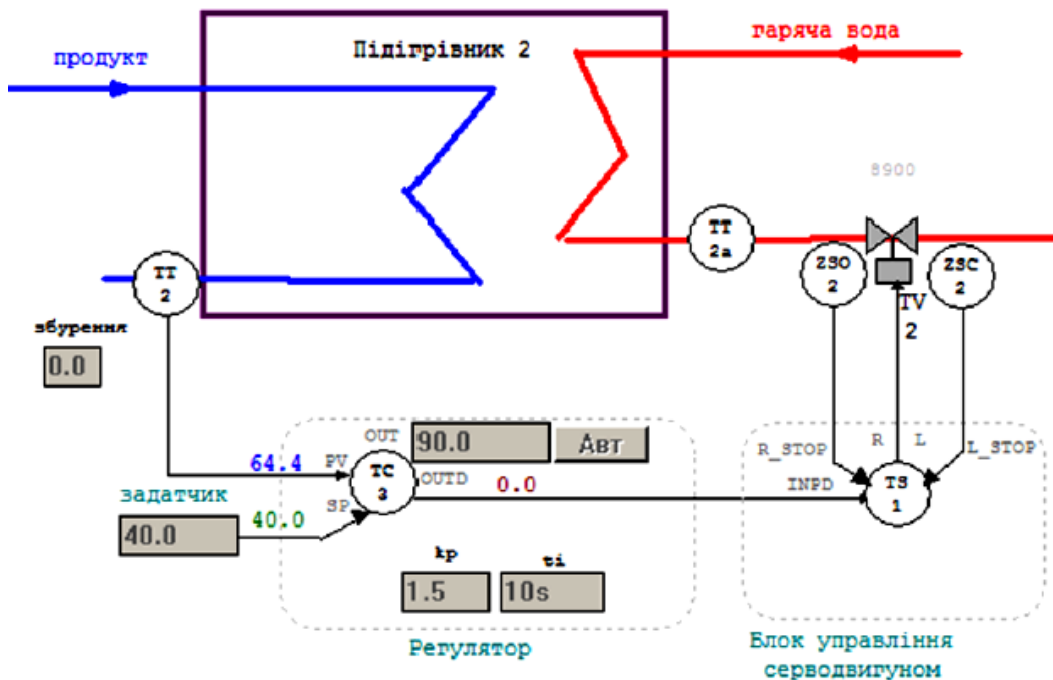 гаряча вода
Підігрівник 2
продукт
8900
TT
2a
ZSO
2
ZSC
2
TT
2
TV
2
збурення
0.0
OUT
90.0
Авт
R_STOP
R
L
L_STOP
64.4
PV
TC
3
OUTD
0.0
INPD
TS
1
задатчик
SP
40.0
40.0
kp
ti
1.5
10s
Регулятор
Блок управління
серводвигуном